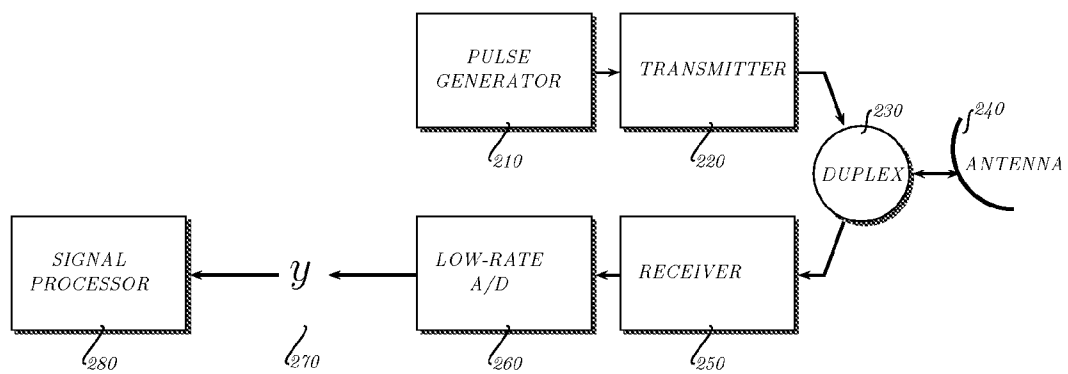 PULSE
GENERATOR
TRANSMITTER
210
220
230
240
DUPLEX
ANTENNA
SIGNAL
PROCESSOR
y
LOW-RATE
A/D
RECEIVER
280
270
260
250